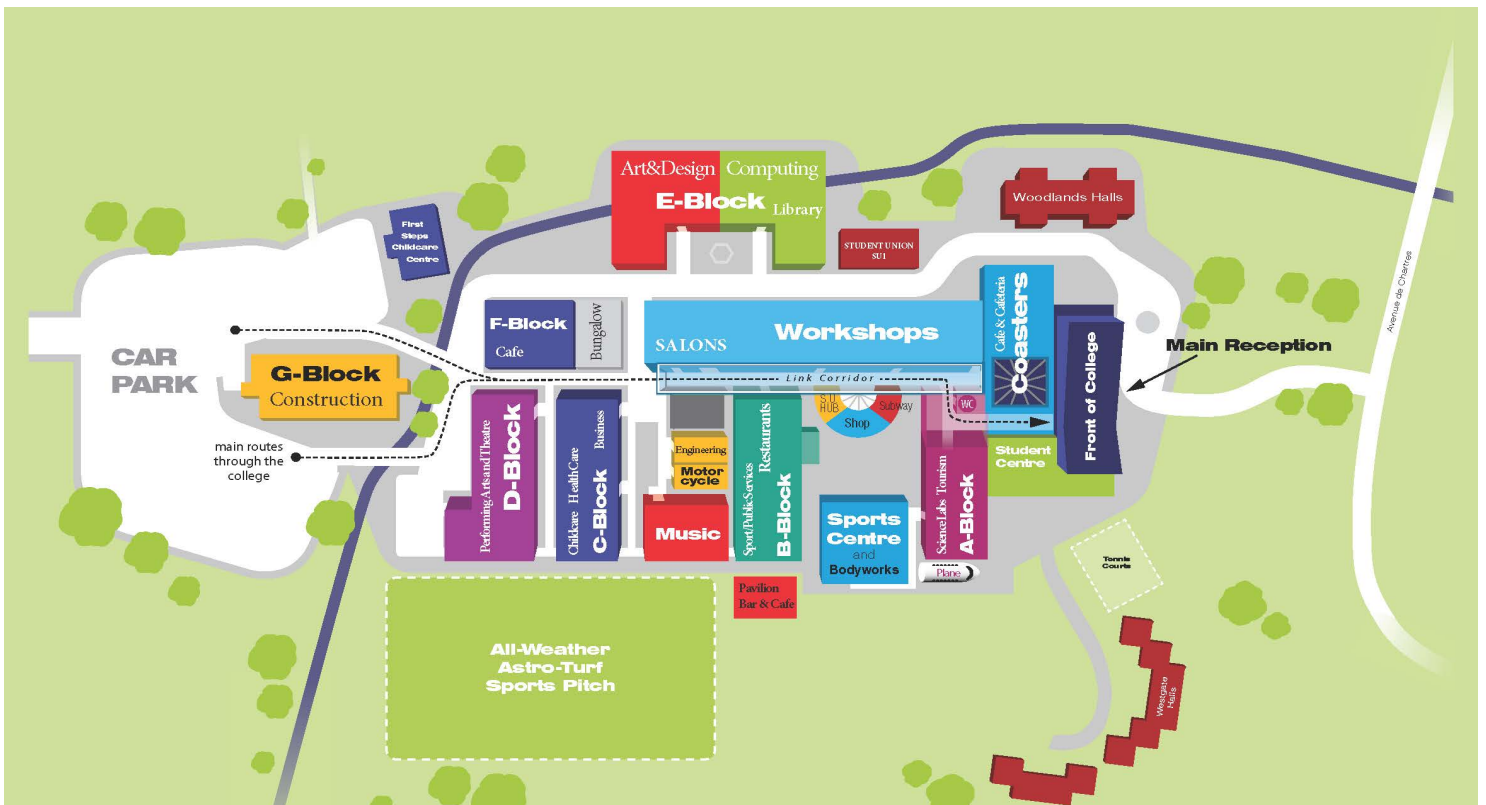 Art&Design Computing
E-Block
Library
Woodlands Halls
First
Steps
Childcare
Centre
STUDENT UNION
SU1
Avenue de Chartres
CAR
PARK
G-Block
Construction
F-Block
Cafe
Bungalow
SALONS
Workshops
Cafe & Cafeteria
Coasters
Front of College
Main Reception
Link Corridor
main routes
through the
college
Performing Arts and Theatre
D-Block
Childcare HealthCare Business
C-Block
Engineering
Motor
cycle
Music
Sport/Public Services Restaurants
B-Block
S U
HUB
Subway
Shop
WC
Science Labs Tourism
A-Block
Student
Centre
Sports
Centre
and
Bodyworks
Plane
Pavilion
Bar & Cafe
Tennis
Courts
All-Weather
Astro-Turf
Sports Pitch
Westgate
Halls